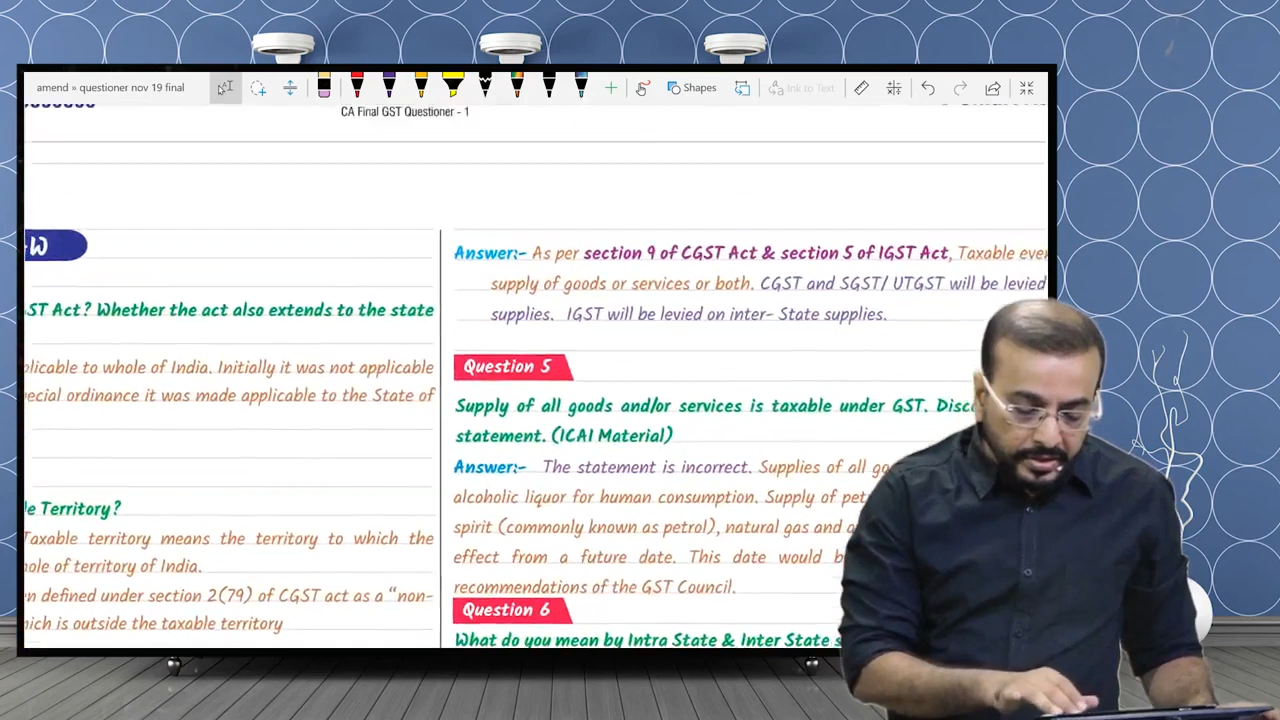 amend » questioner nov 19 final
Shapes
Ink to Text
CA Final GST Questioner - 1
W
ST Act? Whether the act also extends to the state
plicable to whole of India. Initially it was not applicable
ecial ordinance it was made applicable to the State of
le Territory?
Taxable territory means the territory to which the
hole of territory of India.
n defined under section 2(79) of CGST act as a "non-
hich is outside the taxable territory
Answer:- As per section 9 of CGST Act & section 5 of IGST Act, Taxable even
supply of goods or services or both. CGST and SGST/ UTGST will be levied
supplies. IGST will be levied on inter- State supplies.
Question 5
Supply of all goods and/or services is taxable under GST. Disc
statement. (ICAI Material)
Answer:- The statement is incorrect. Supplies of all go
alcoholic liquor for human consumption. Supply of pet
spirit (commonly known as petrol), natural gas and a
effect from a future date. This date would b
recommendations of the GST Council.
Question 6
What do you mean by Intra State & Inter State s